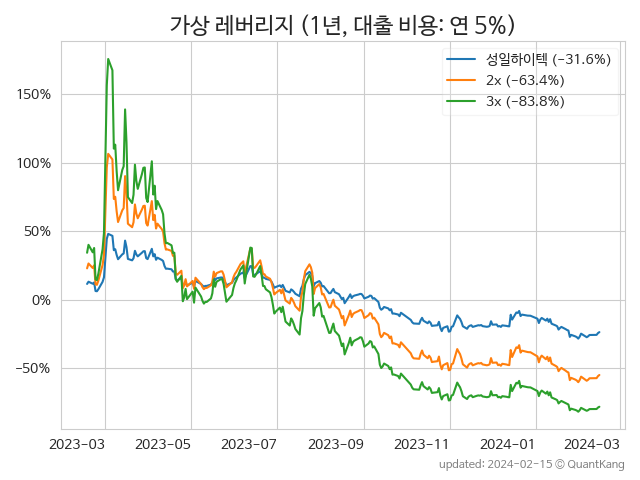 가상 레버리지 (1년, 대출 비용: 연 5%)
성일하이텍 (−31.6%)
2x (−63.4%)
3x (−83.8%)
150%
100%
50%
0%
−50%
2023-03 2023-05 2023-07 2023-09 2023-11 2024-01 2024-03
updated: 2024-02-15 © QuantKang